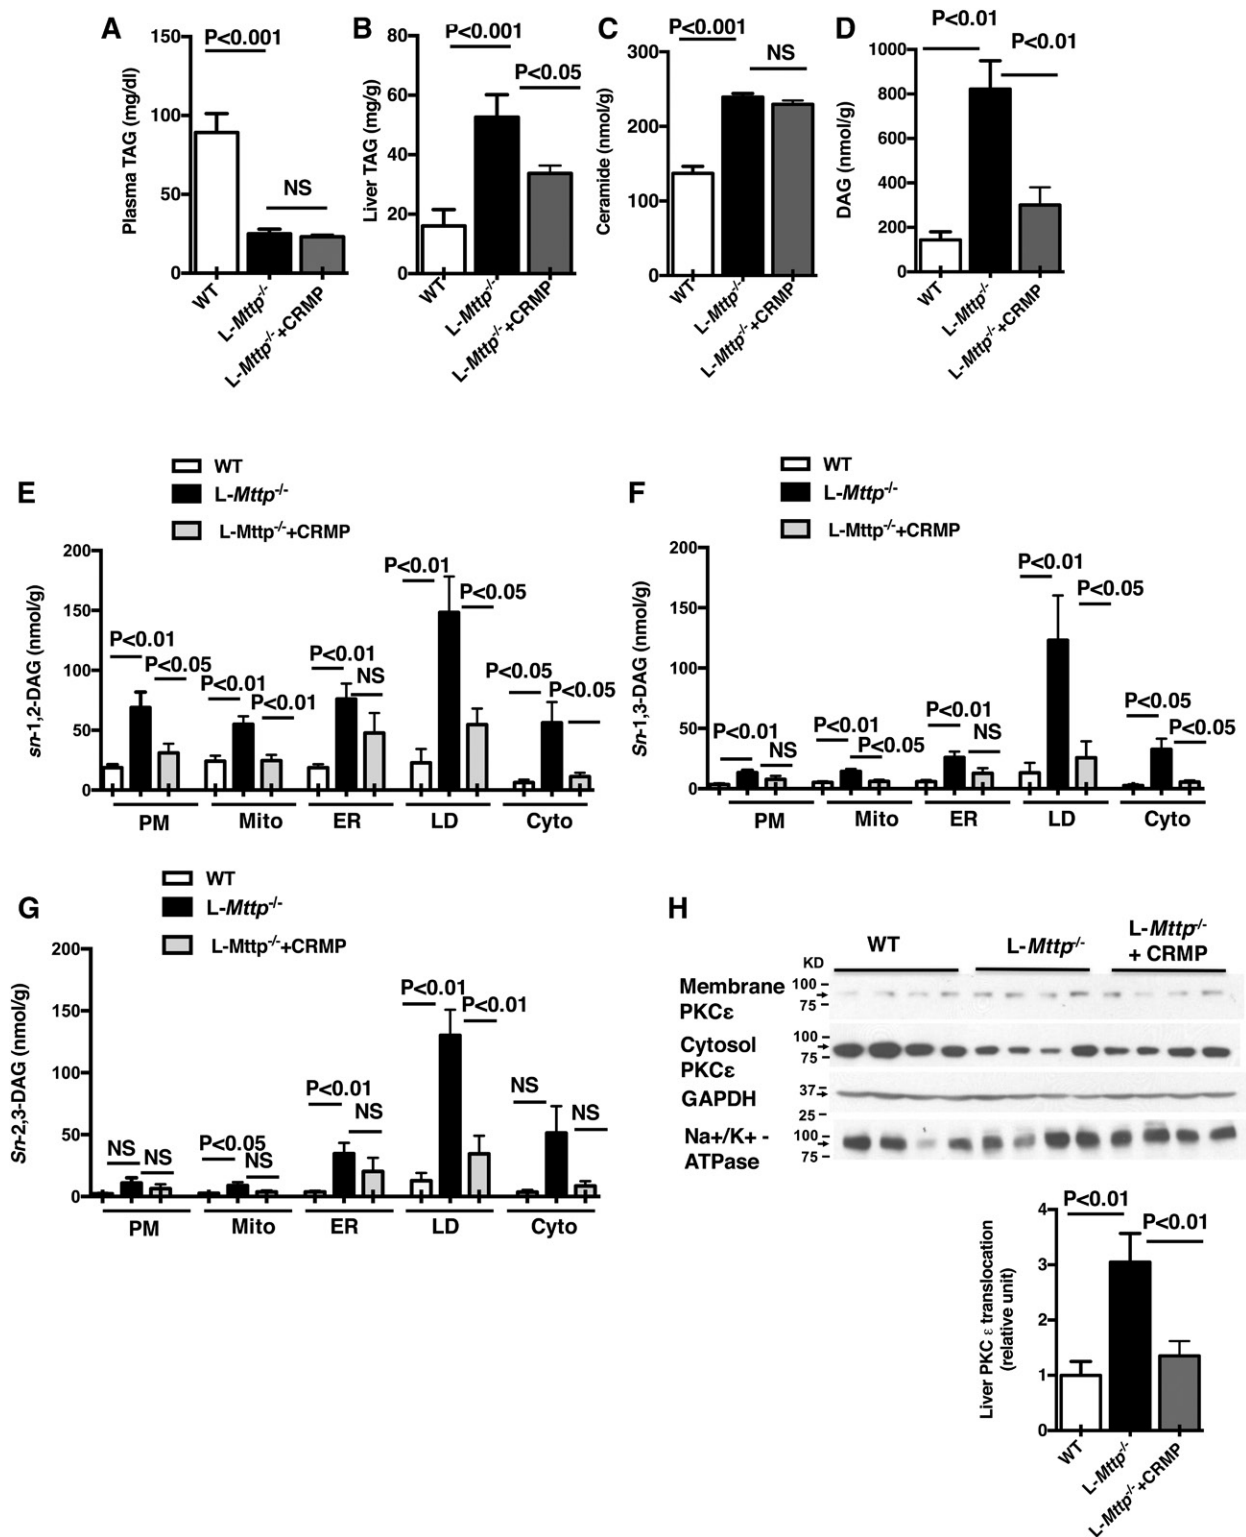 A
P<0.001
NS
Plasma TAG (mg/dl)
150
100
50
0
WT
L-Mttp-/-
L-Mttp-/-+CRMP
B
P<0.001
P<0.05
Liver TAG (mg/g)
80
60
40
20
0
WT
L-Mttp-/-
L-Mttp-/-+CRMP
C
P<0.001
NS
Ceramide (nmol/g)
300
200
100
0
WT
L-Mttp-/-
L-Mttp-/-+CRMP
D
P<0.01
P<0.01
DAG (nmol/g)
1000
800
600
400
200
0
WT
L-Mttp-/-
L-Mttp-/-+CRMP
E
WT
L-Mttp-/-
L-Mttp-/-+CRMP
sn-1,2-DAG (nmol/g)
200
150
100
50
0
P<0.01
P<0.05
P<0.01
P<0.01
P<0.01
NS
P<0.01
P<0.05
P<0.05
P<0.05
PM
Mito
ER
LD
Cyto
F
WT
L-Mttp-/-
L-Mttp-/-+CRMP
Sn-1,3-DAG (nmol/g)
200
150
100
50
0
P<0.01
NS
P<0.01
P<0.05
P<0.01
NS
P<0.01
P<0.05
P<0.05
P<0.05
PM
Mito
ER
LD
Cyto
G
WT
L-Mttp-/-
L-Mttp-/-+CRMP
Sn-2,3-DAG (nmol/g)
200
150
100
50
0
NS
NS
P<0.05
NS
P<0.01
NS
P<0.01
P<0.01
NS
NS
PM
Mito
ER
LD
Cyto
H
WT
L-Mttp-/-
L-Mttp-/-
+ CRMP
KD
Membrane
PKCε
100
75
Cytosol
PKCε
100
75
GAPDH
37
25
Na+/K+ -
ATPase
100
75
P<0.01
P<0.01
Liver PKC ε translocation
(relative unit)
4
3
2
1
0
WT
L-Mttp-/-
L-Mttp-/-+CRMP